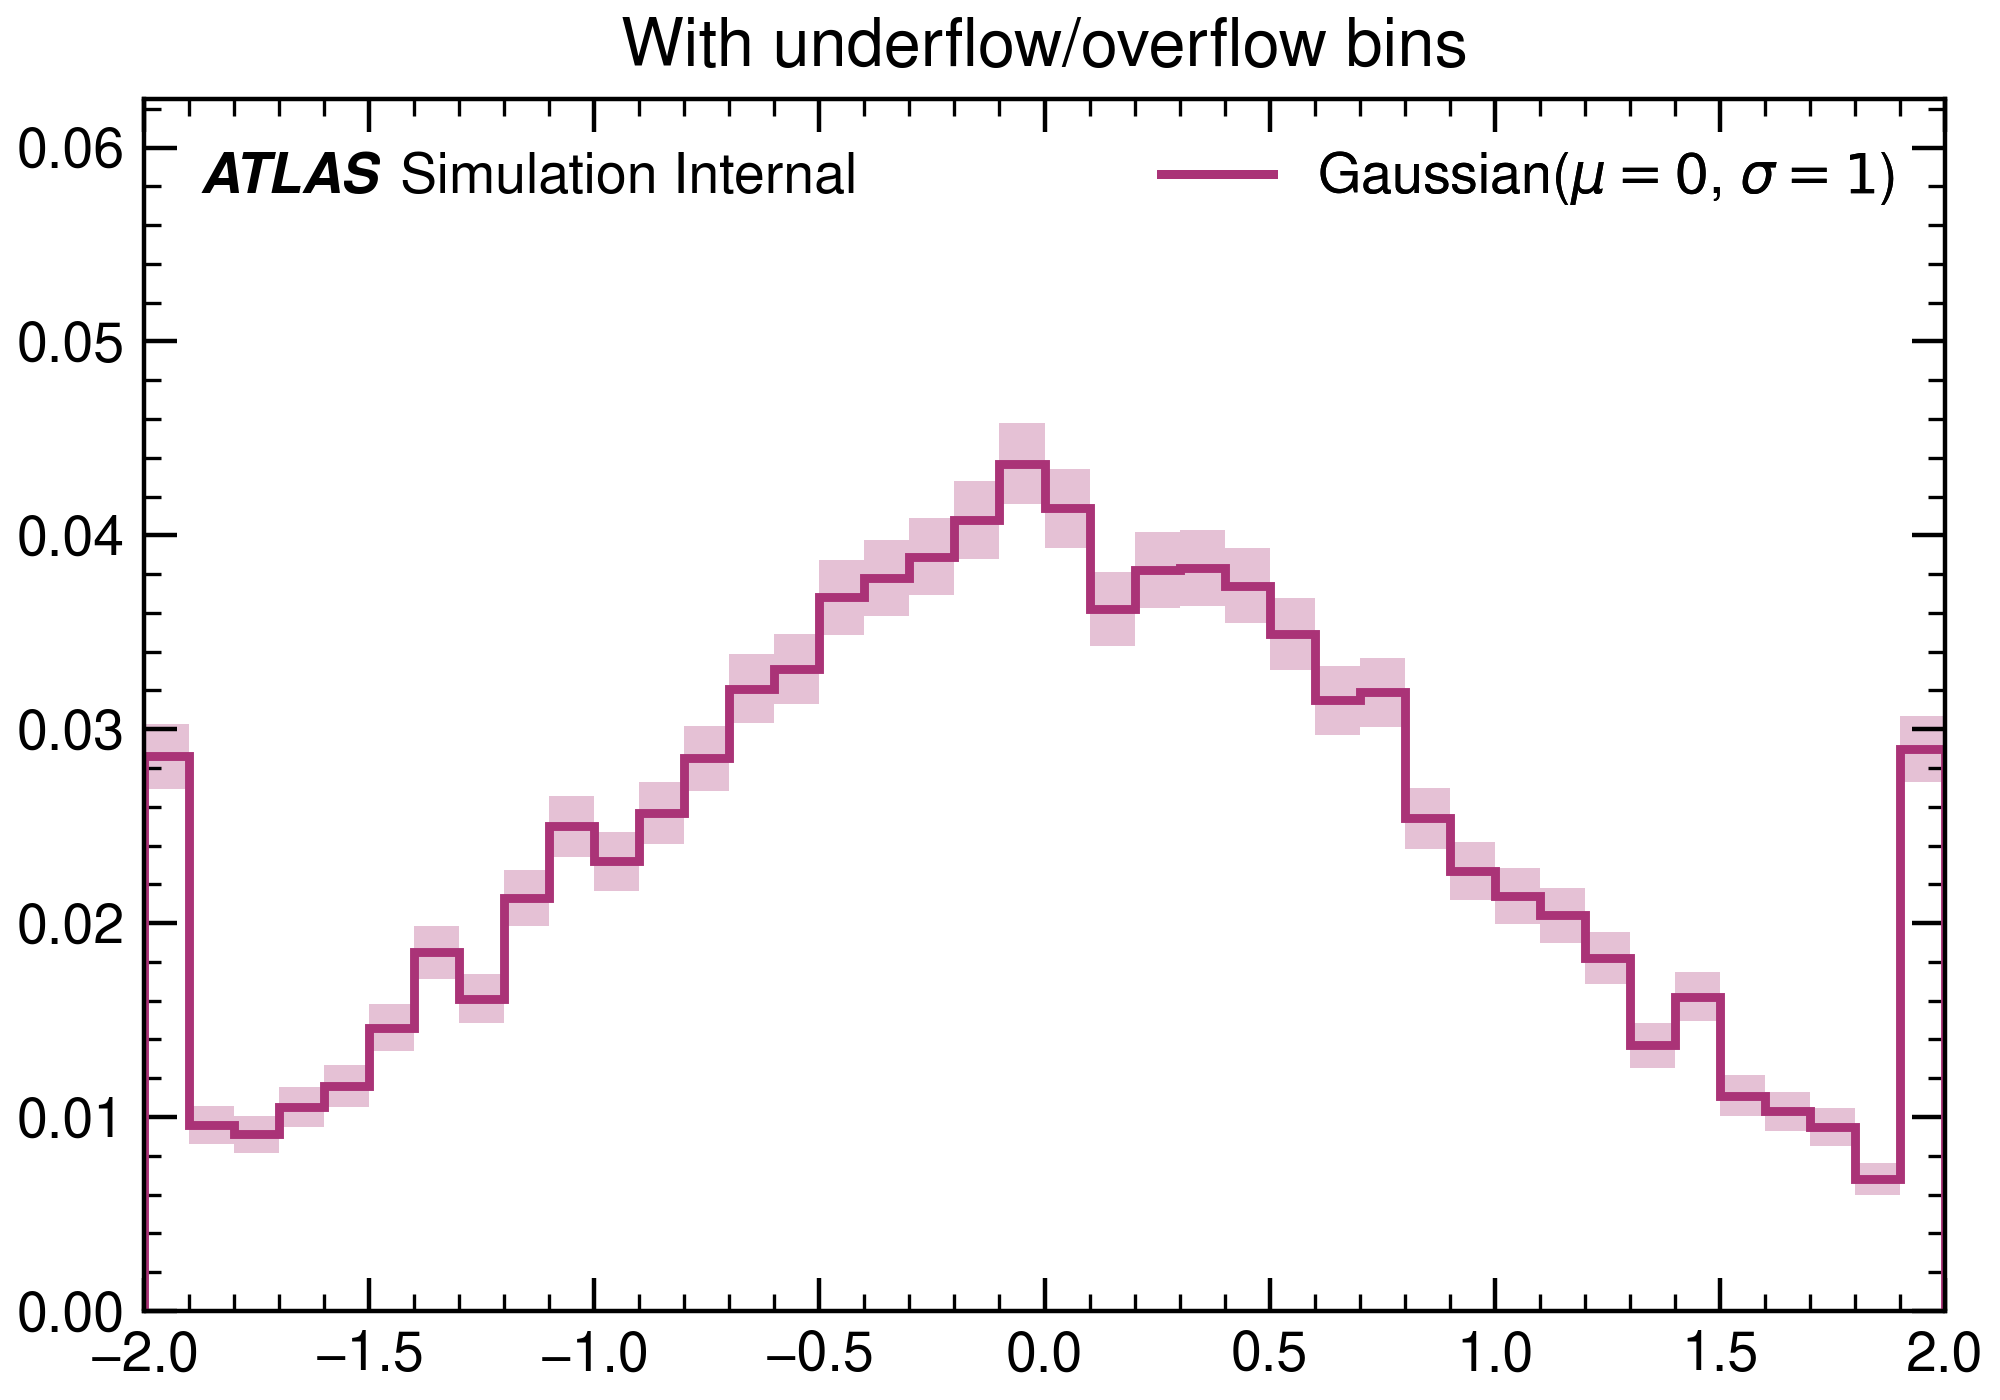 With underflow/overflow bins
ATLAS Simulation Internal
Gaussian(μ = 0, σ = 1)
0.06
0.05
0.04
0.03
0.02
0.01
0.00
−2.0 −1.5 −1.0 −0.5 0.0 0.5 1.0 1.5 2.0